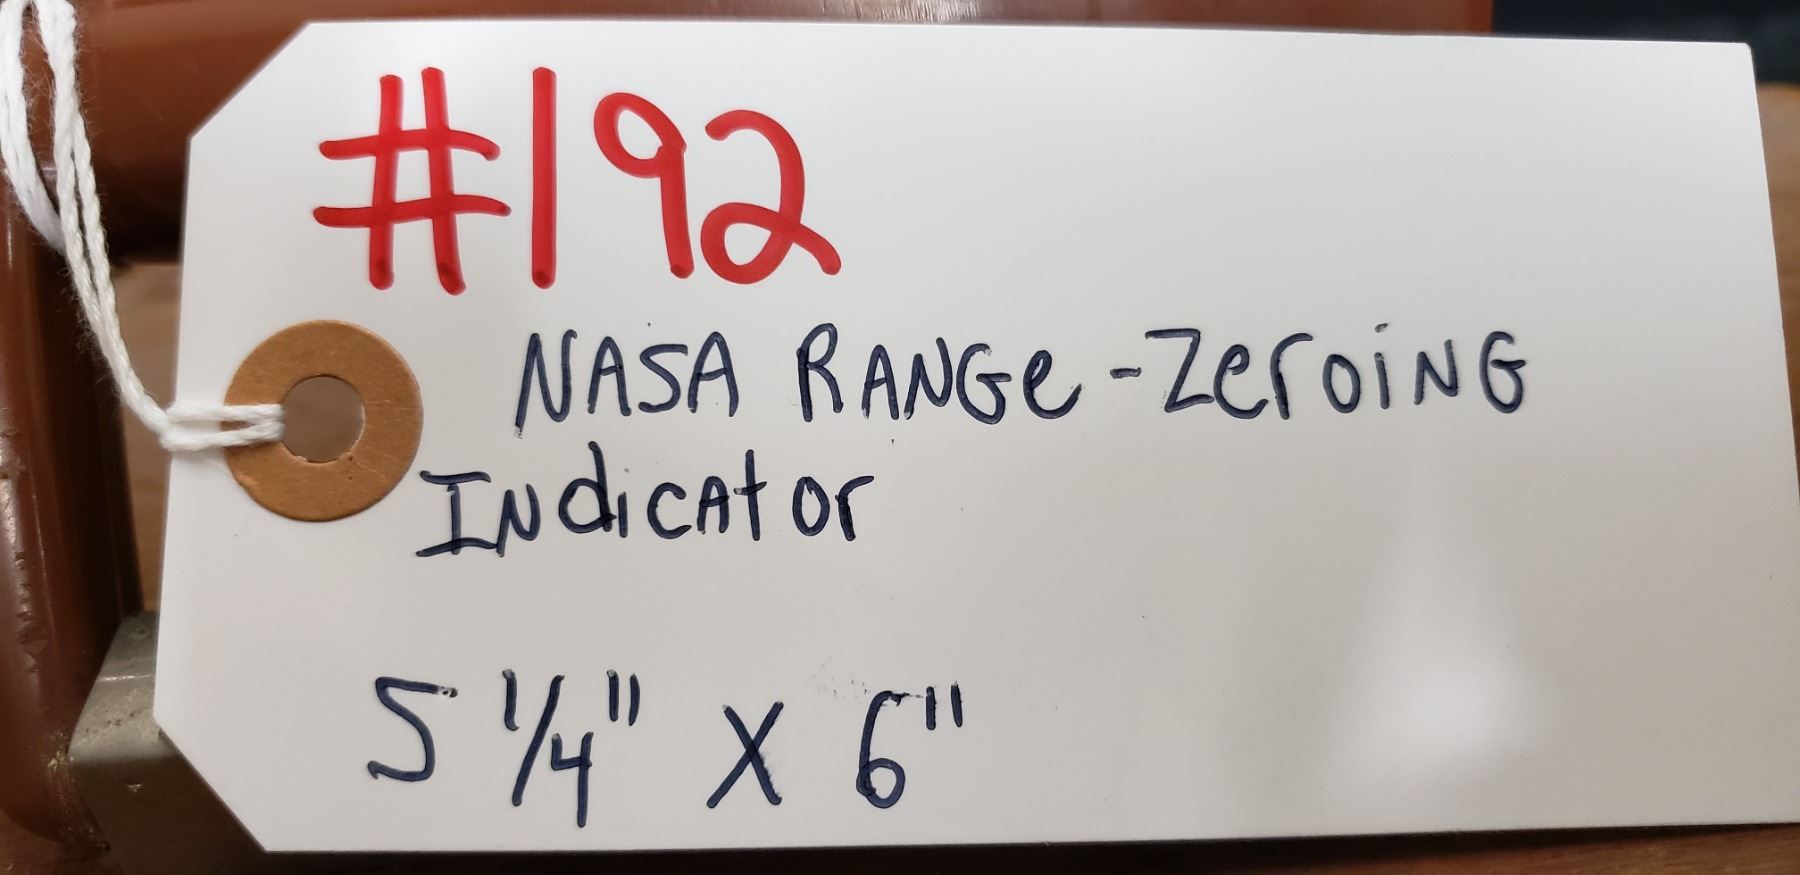 #192
NASA RANGe-ZeroiNG
INdicAtor
5 1/4" X 6"